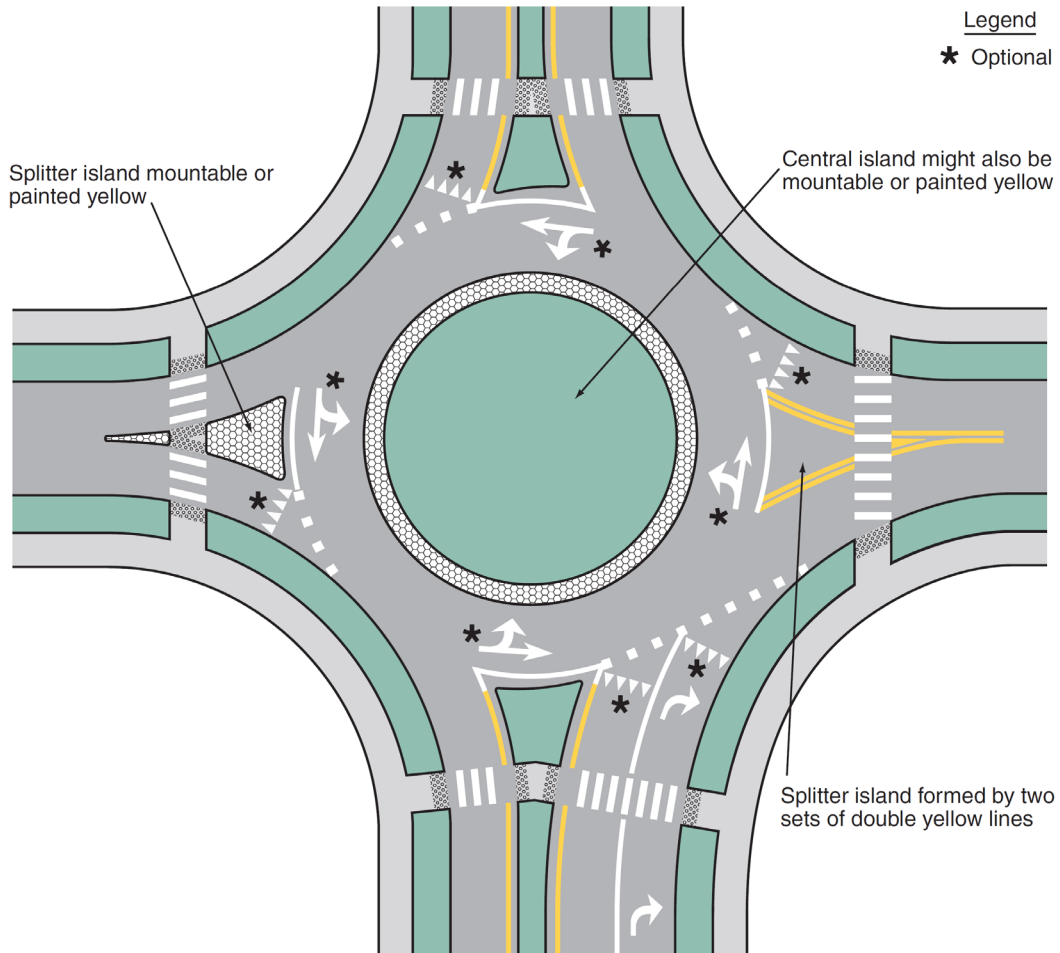 Legend
* Optional
Splitter island mountable or
painted yellow
Central island might also be
mountable or painted yellow
*
*
*
*
*
*
*
*
*
Splitter island formed by two
sets of double yellow lines